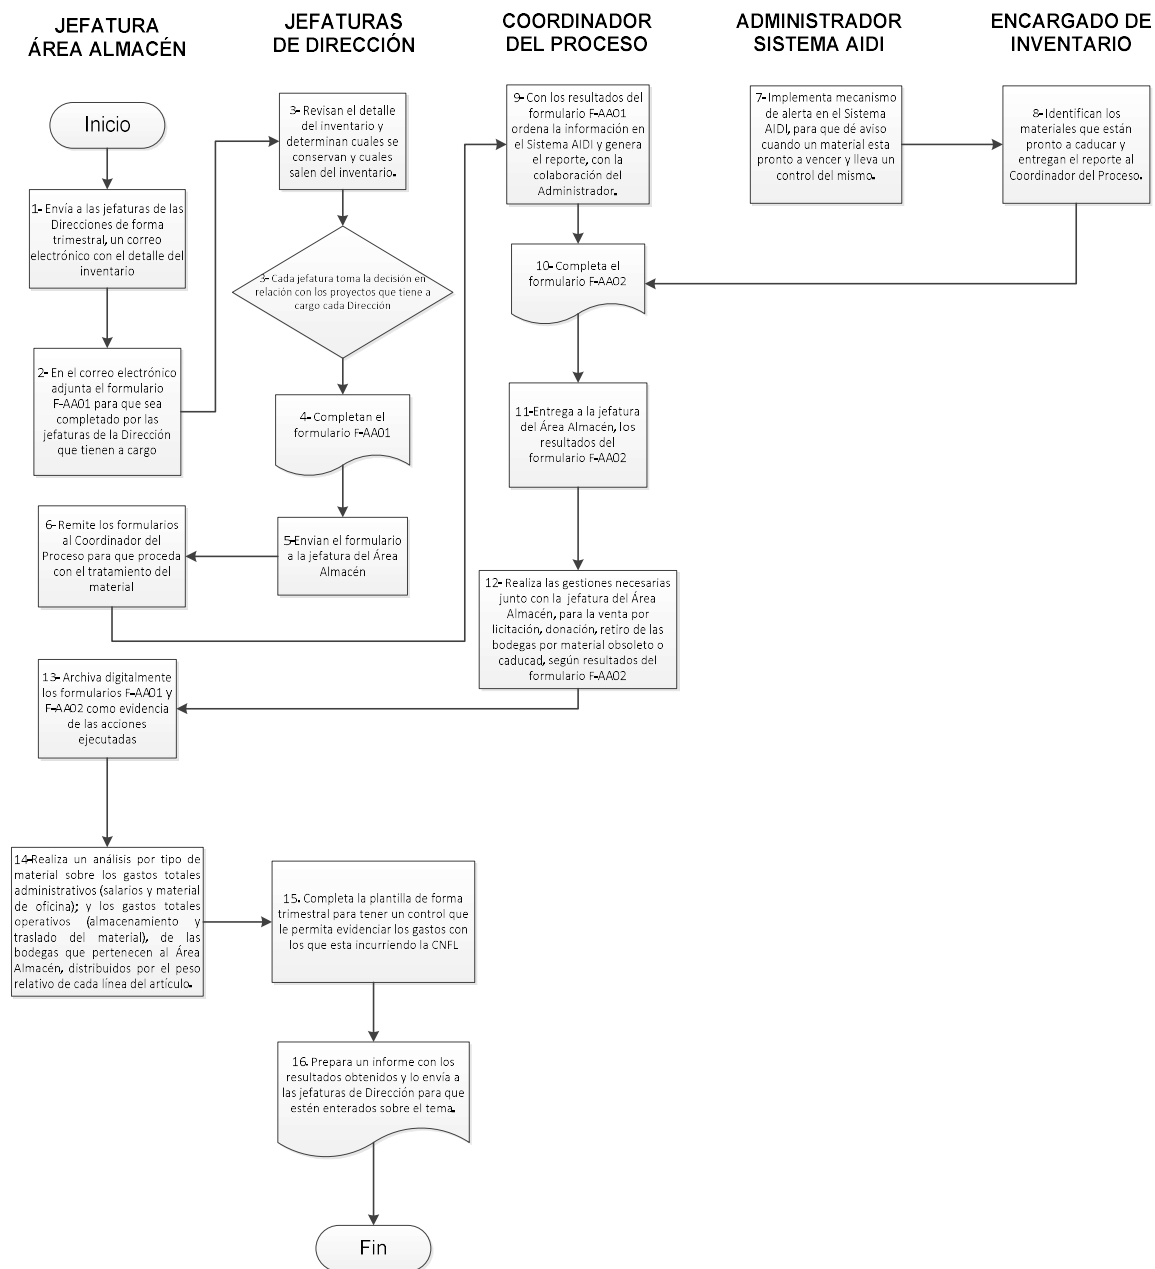 JEFATURA
ÁREA ALMACÉN
JEFATURAS
DE DIRECCIÓN
COORDINADOR
DEL PROCESO
ADMINISTRADOR
SISTEMA AIDI
ENCARGADO DE
INVENTARIO
Inicio
1- Envía a las jefaturas de las
Direcciones de forma
trimestral, un correo
electrónico con el detalle del
inventario
2- En el correo electrónico
adjunta el formulario
F-AA01 para que sea
completado por las
jefaturas de la Dirección
que tienen a cargo
3- Revisan el detalle
del inventario y
determinan cuales se
conservan y cuales
salen del inventario.
3- Cada jefatura toma la decisión en
relación con los proyectos que tiene a
cargo cada Dirección
4- Completan el
formulario F-AA01
5-Envian el formulario
a la jefatura del Área
Almacén
6- Remite los formularios
al Coordinador del
Proceso para que proceda
con el tratamiento del
material
7- Implementa mecanismo
de alerta en el Sistema
AIDI, para que dé aviso
cuando un material esta
pronto a vencer y lleva un
control del mismo.
8- Identifican los
materiales que están
pronto a caducar y
entregan el reporte al
Coordinador del Proceso.
9- Con los resultados del
formulario F-AA01
ordena la información en
el Sistema AIDI y genera
el reporte, con la
colaboración del
Administrador.
10- Completa el
formulario F-AA02
11-Entrega a la jefatura
del Área Almacén, los
resultados del
formulario F-AA02
12- Realiza las gestiones necesarias
junto con la jefatura del Área
Almacén, para la venta por
licitación, donación, retiro de las
bodegas por material obsoleto o
caducad, según resultados del
formulario F-AA02
13- Archiva digitalmente
los formularios F-AA01 y
F-AA02 como evidencia
de las acciones
ejecutadas
14-Realiza un análisis por tipo de
material sobre los gastos totales
administrativos (salarios y material
de oficina); y los gastos totales
operativos (almacenamiento y
traslado del material), de las
bodegas que pertenecen al Área
Almacén, distribuidos por el peso
relativo de cada línea del artículo.
15. Completa la plantilla de forma
trimestral para tener un control que
le permita evidenciar los gastos con
los que esta incurriendo la CNFL
16. Prepara un informe con los
resultados obtenidos y lo envía a
las jefaturas de Dirección para que
estén enterados sobre el tema.
Fin